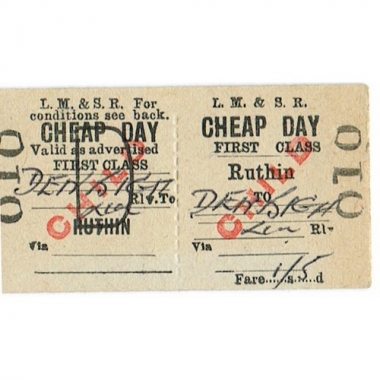 010
L. M. & S. R. For
conditions see back.
CHEAP DAY
Valid as advertised
FIRST CLASS
DENBIGH
Rly.To
RUTHIN
Via
D
CHILD
L. M. & S. R.
CHEAP DAY
FIRST CLASS
Ruthin
TO
DENBIGH
Rly
Via
Fare 1/5 s d
CHILD
010